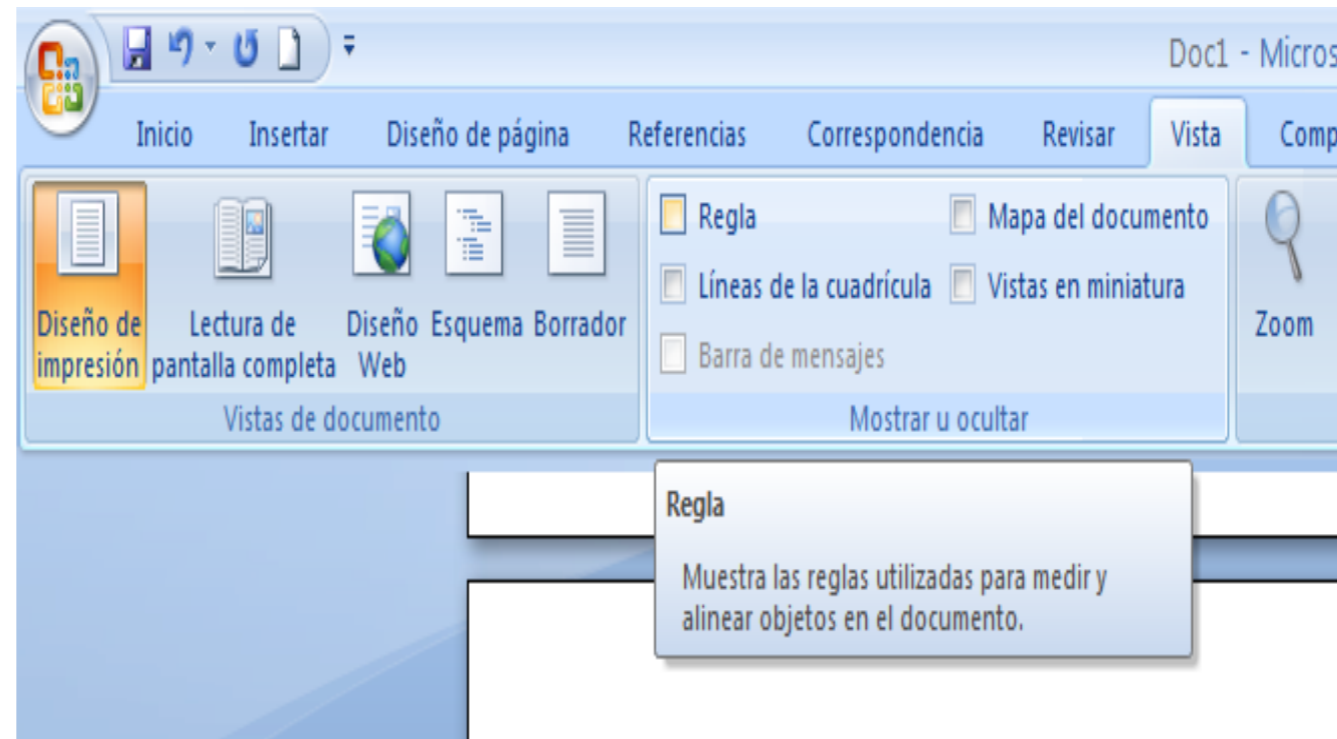 Doc1 - Micros
Inicio Insertar Diseño de página Referencias Correspondencia Revisar Vista Comp
Diseño de impresión
Lectura de pantalla completa
Diseño Web
Esquema
Borrador
Vistas de documento
Regla
Líneas de la cuadrícula
Barra de mensajes
Mapa del documento
Vistas en miniatura
Mostrar u ocultar
Zoom
Regla
Muestra las reglas utilizadas para medir y
alinear objetos en el documento.